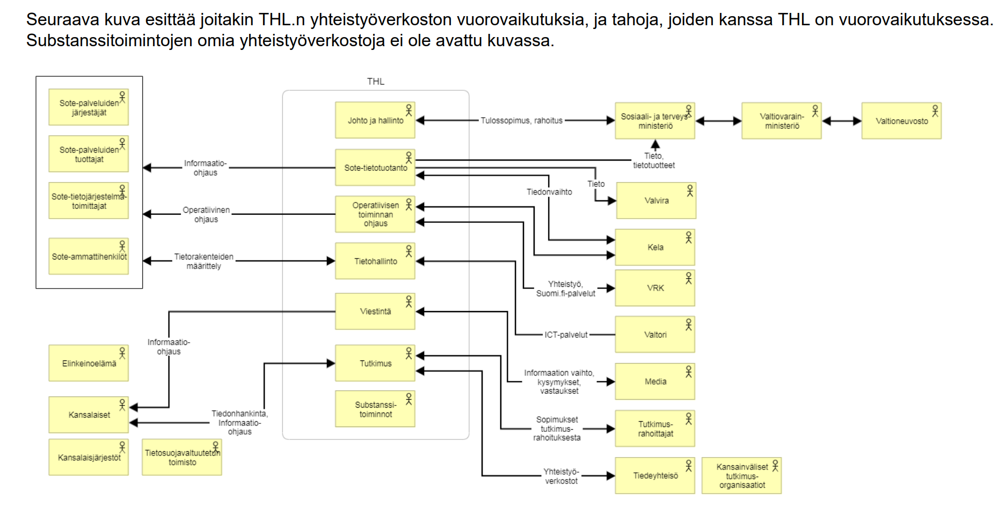 Seuraava kuva esittää joitakin THL.n yhteistyöverkoston vuorovaikutuksia, ja tahoja, joiden kanssa THL on vuorovaikutuksessa.
Substanssitoimintojen omia yhteistyöverkostoja ei ole avattu kuvassa.
THL
Sote-palveluiden
järjestäjät
Sote-palveluiden
tuottajat
Sote-tietojärjestelmä-
toimittajat
Sote-ammattihenkilöt
Informaatio-
ohjaus
Operatiivinen
ohjaus
Tietorakenteiden
määrittely
Johto ja hallinto
Sote-tietotuotanto
Operatiivisen
toiminnan
ohjaus
Tietohallinto
Viestintä
Tutkimus
Substanssi-
toiminnot
Tulossopimus, rahoitus
Sosiaali- ja terveys-
ministeriö
Valtiovarain-
ministeriö
Valtioneuvosto
Tieto,
tietotuotteet
Tieto
Tiedonvaihto
Valvira
Kela
Yhteistyö,
Suomi.fi-palvelut
VRK
ICT-palvelut
Valtori
Informaation vaihto,
kysymykset,
vastaukset
Media
Sopimukset
tutkimus-
rahoituksesta
Tutkimus-
rahoittajat
Yhteistyö-
verkostot
Tiedeyhteisö
Kansainväliset
tutkimus-
organisaatiot
Informaatio-
ohjaus
Elinkeinoelämä
Kansalaiset
Tiedonhankinta,
Informaatio-
ohjaus
Kansalaisjärjestöt
Tietosuojavaltuutetun
toimisto